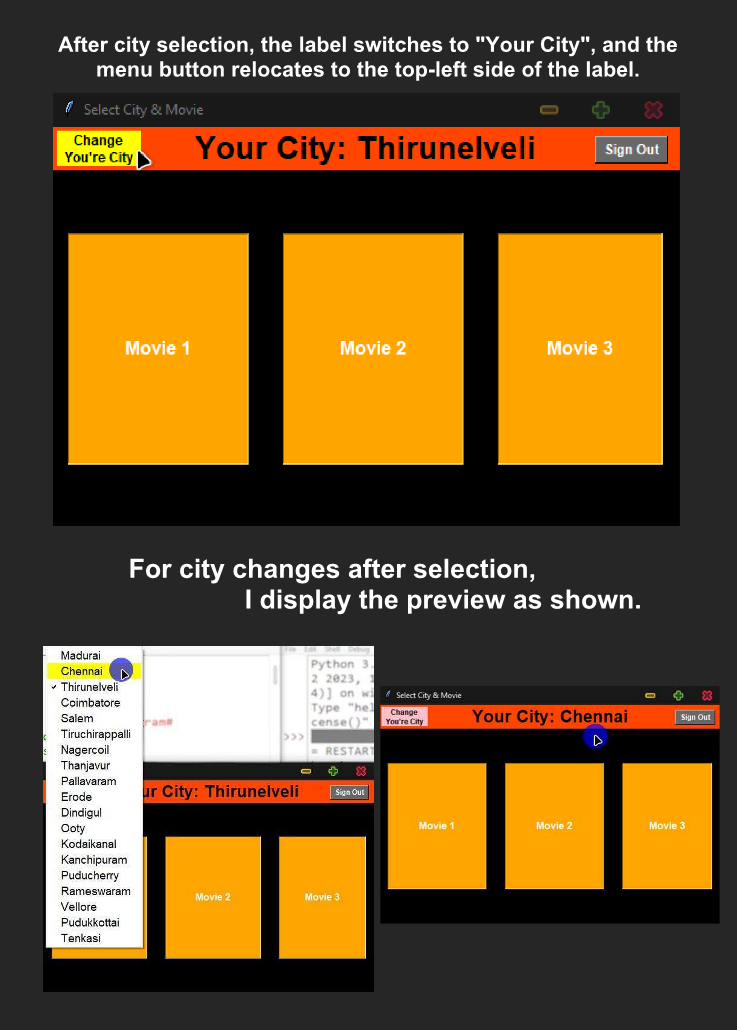 After city selection, the label switches to "Your City", and the
menu button relocates to the top-left side of the label.
Select City & Movie
Change
You're City
Your City: Thirunelveli
Sign Out
Movie 1
Movie 2
Movie 3
For city changes after selection,
I display the preview as shown.
Madurai
Chennai
Thirunelveli
Coimbatore
Salem
Tiruchirappalli
Nagercoil
Thanjavur
Pallavaram
Erode
Dindigul
Ooty
Kodaikanal
Kanchipuram
Puducherry
Rameswaram
Vellore
Pudukkottai
Tenkasi
File Edit Shell Debug
Python 3.
2 2023, 1
4)] on wi
Type "hel
cense()"
>>>
= RESTART
ram#
ur City: Thirunelveli
Sign Out
Movie 2
Movie 3
Select City & Movie
Change
You're City
Your City: Chennai
Sign Out
Movie 1
Movie 2
Movie 3